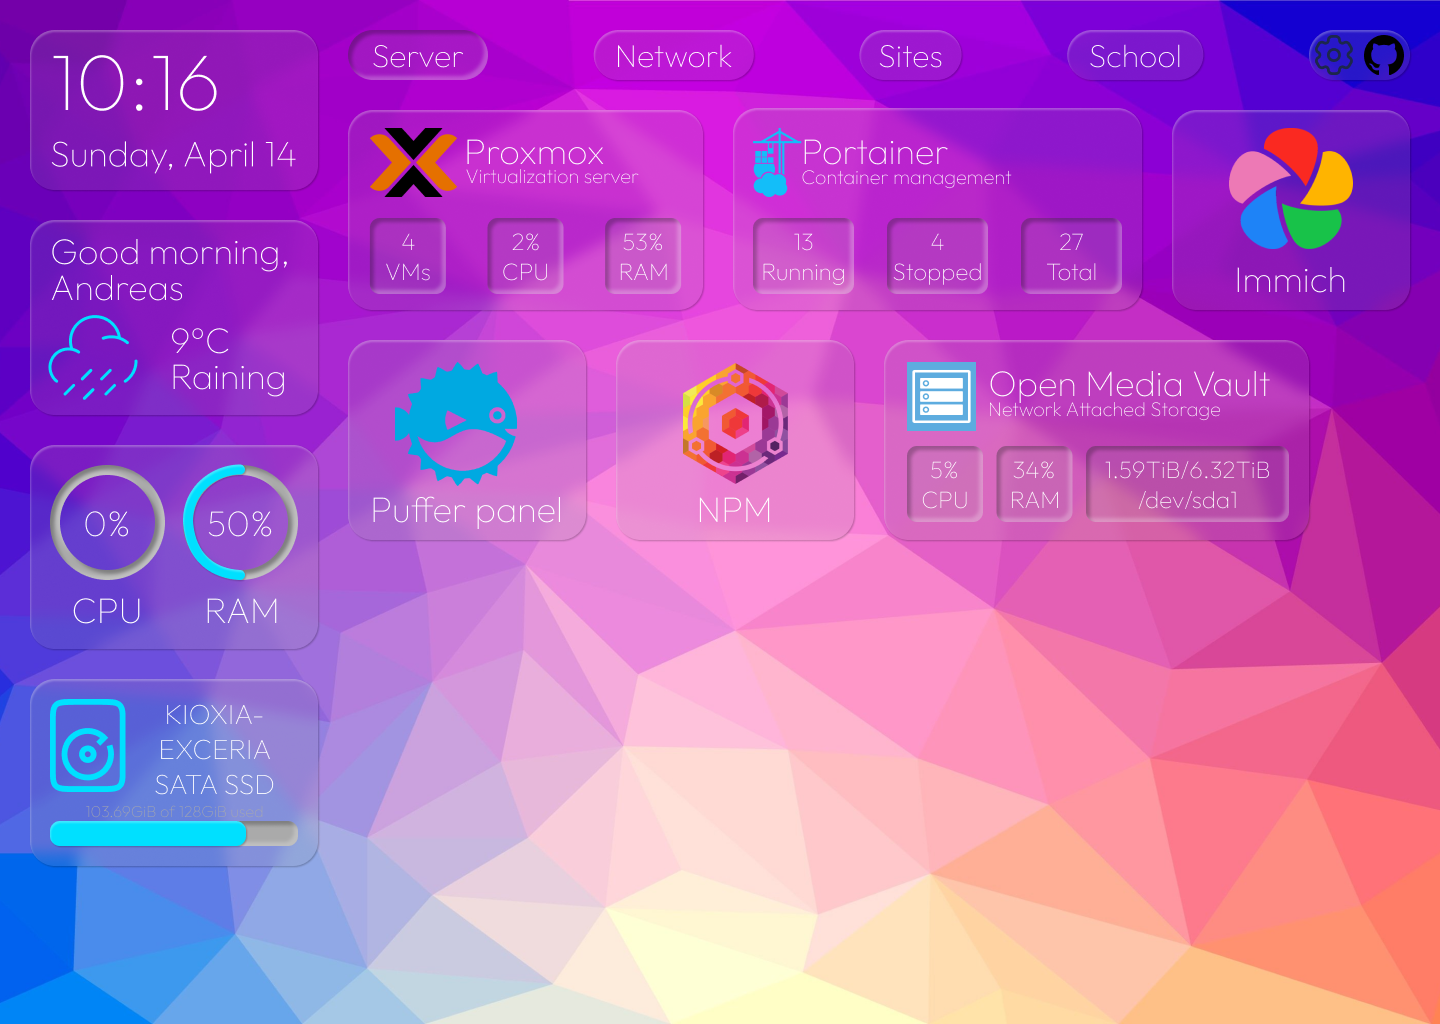 10:16
Sunday, April 14
Good morning,
Andreas
9°C
Raining
0%
50%
CPU
RAM
KIOXIA-
EXCERIA
SATA SSD
103.69GiB of 128GiB used
Server
Network
Sites
School
Proxmox
Virtualization server
4
VMs
2%
CPU
53%
RAM
Portainer
Container management
13
Running
4
Stopped
27
Total
Immich
Puffer panel
NPM
Open Media Vault
Network Attached Storage
5%
CPU
34%
RAM
1.59TiB/6.32TiB
/dev/sda1